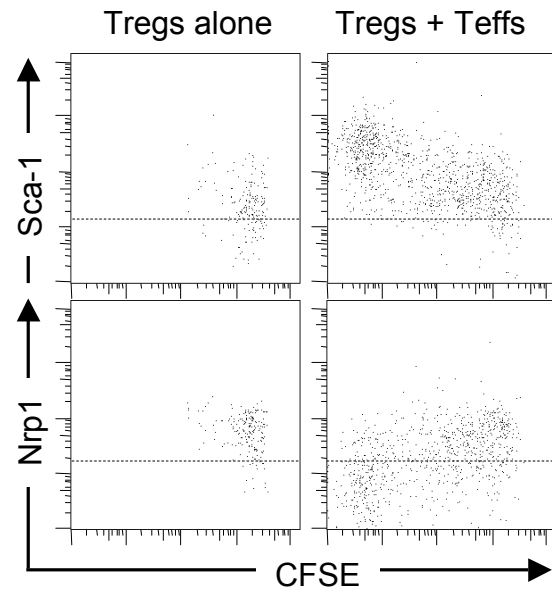 Tregs alone
Tregs + Teffs
Sca-1
Nrp1
CFSE